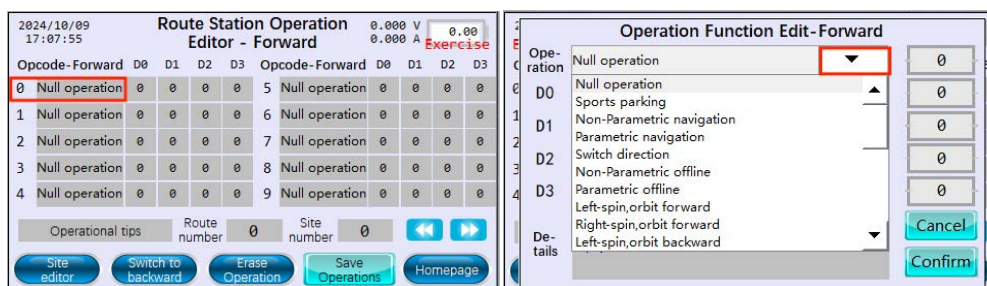 2024/10/09
17:07:55
Route Station Operation
Editor - Forward
0.000 V
0.000 A
0.00
Exercise
Opcode-Forward D0 D1 D2 D3 Opcode-Forward D0 D1 D2 D3
0 Null operation 0 0 0 0 5 Null operation 0 0 0 0
1 Null operation 0 0 0 0 6 Null operation 0 0 0 0
2 Null operation 0 0 0 0 7 Null operation 0 0 0 0
3 Null operation 0 0 0 0 8 Null operation 0 0 0 0
4 Null operation 0 0 0 0 9 Null operation 0 0 0 0
Operational tips
Route
number
0
Site
number
0
Site
editor
Switch to
backward
Erase
Operation
Save
Operations
Homepage
Operation Function Edit-Forward
Ope-
ration
Null operation
0
D0
0
D1
0
D2
0
D3
0
De-
tails
Null operation
Sports parking
Non-Parametric navigation
Parametric navigation
Switch direction
Non-Parametric offline
Parametric offline
Left-spin,orbit forward
Right-spin,orbit forward
Left-spin,orbit backward
Cancel
Confirm